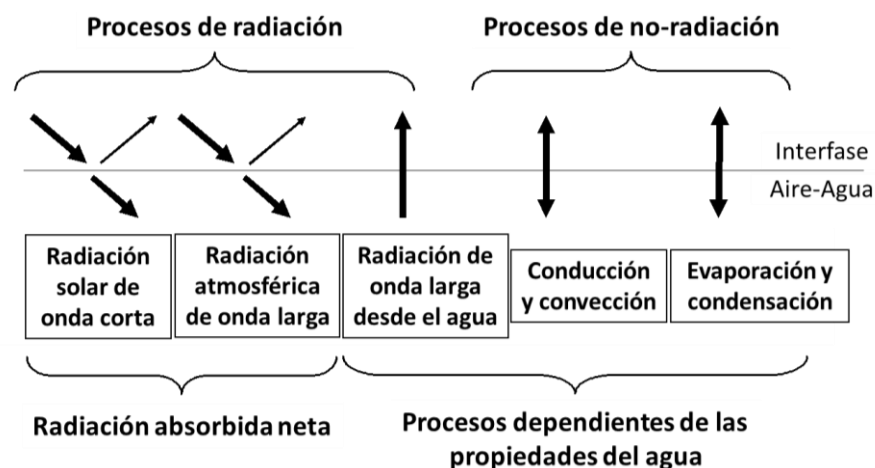 Procesos de radiación
Procesos de no-radiación
Interfase
Aire-Agua
Radiación
solar de
onda corta
Radiación
atmosférica
de onda larga
Radiación de
onda larga
desde el agua
Conducción
y convección
Evaporación y
condensación
Radiación absorbida neta
Procesos dependientes de las
propiedades del agua